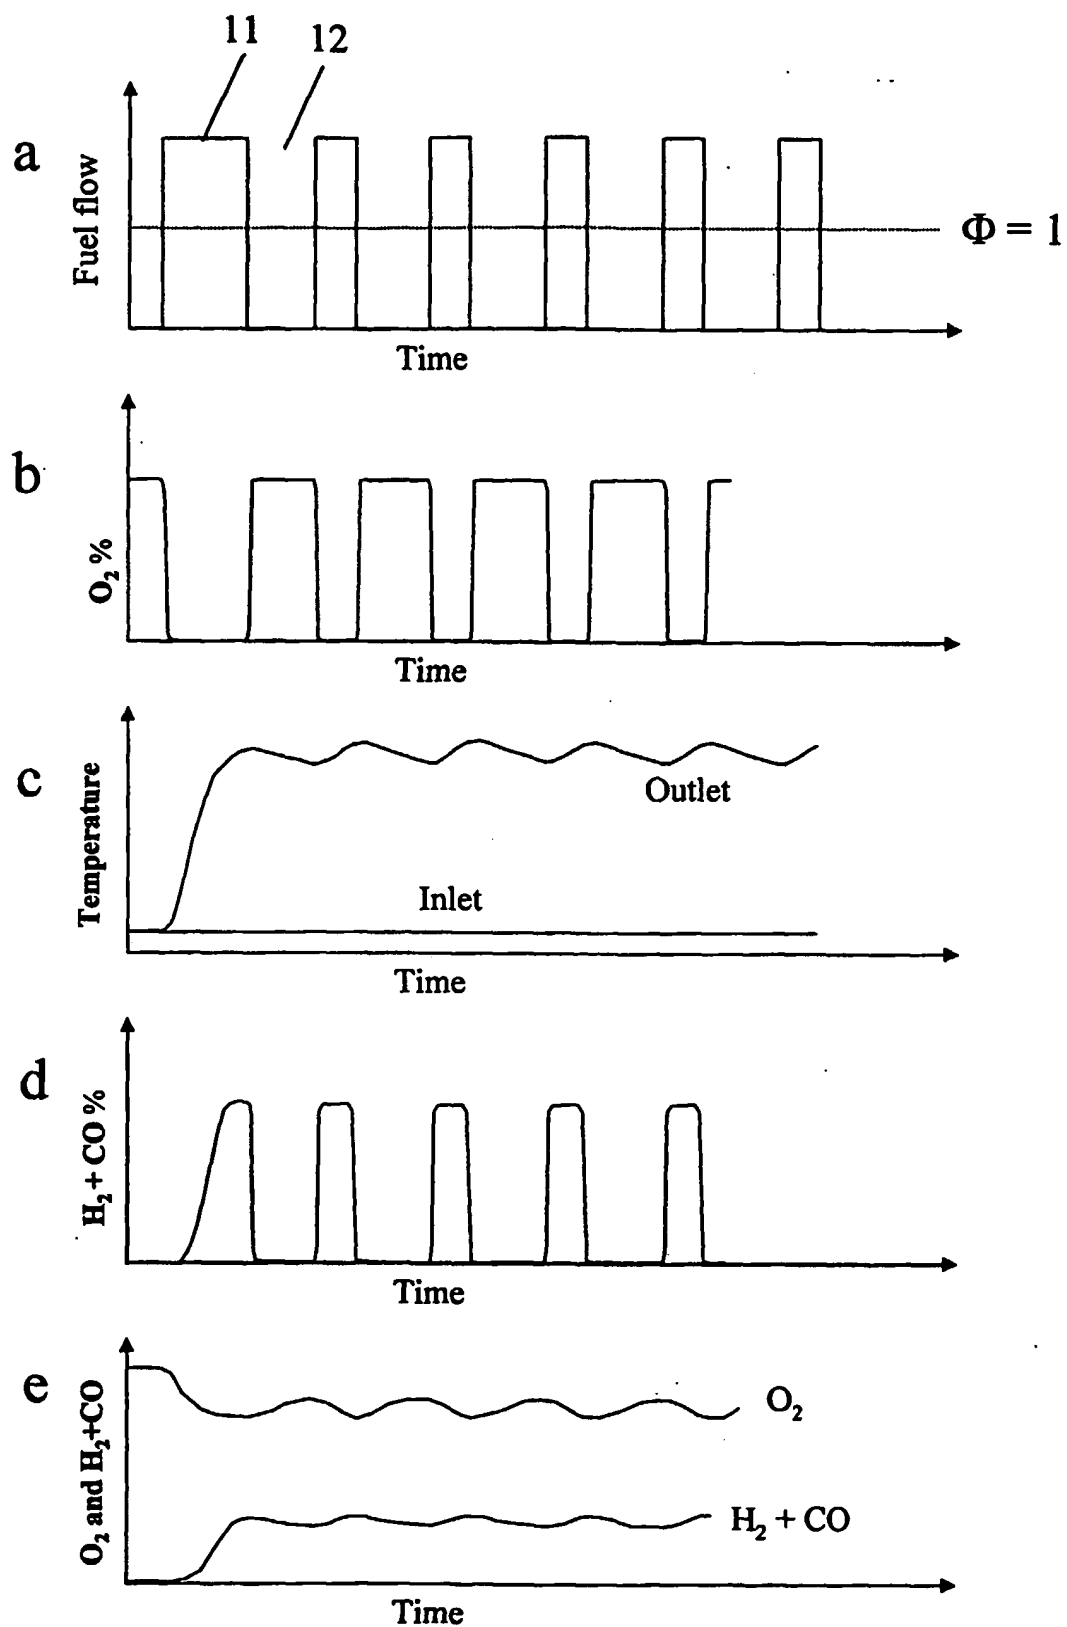 11
12
a
Fuel flow
Φ = 1
Time
b
O₂ %
Time
c
Temperature
Outlet
Inlet
Time
d
H₂ + CO %
Time
e
O₂ and H₂+CO
O₂
H₂ + CO
Time